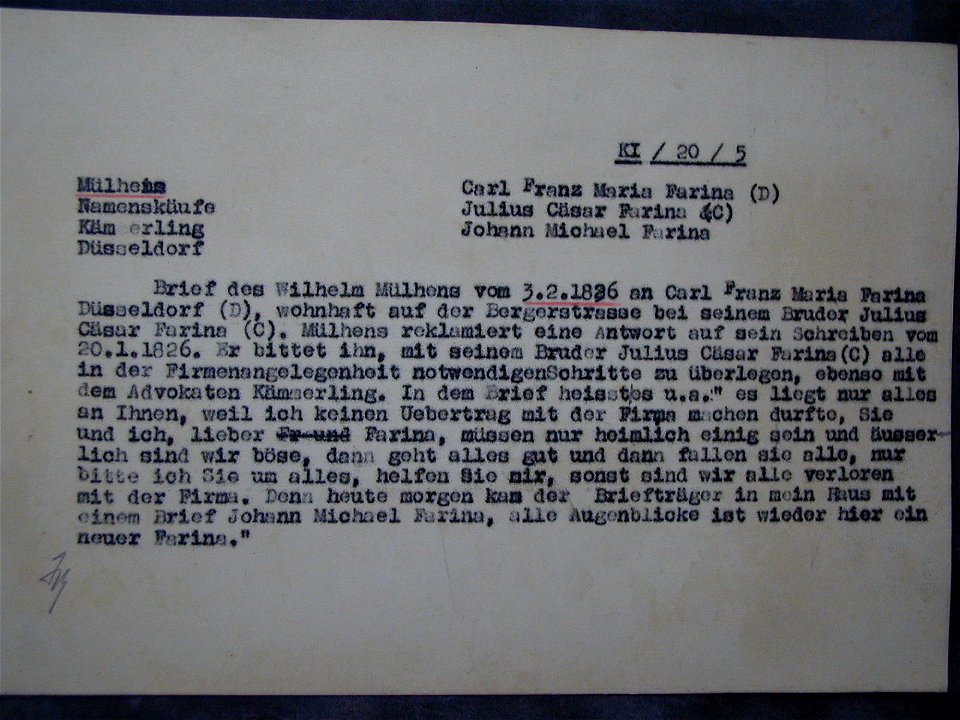 KI / 20 / 5
Mülhens
Namenskäufe
Kämmerling
Düsseldorf
Carl Franz Maria Farina (D)
Julius Cäsar Farina (C)
Johann Michael Farina
Brief des Wilhelm Mülhens vom 3.2.1826 an Carl Franz Maria Farina
Düsseldorf (D), wohnhaft auf der Bergerstrasse bei seinem Bruder Julius
Cäsar Farina (C). Mülhens reklamiert eine Antwort auf sein Schreiben vom
20.1.1826. Er bittet ihn, mit seinem Bruder Julius Cäsar Farina(C) alle
in der Firmenangelegenheit notwendigenSchritte zu überlegen, ebenso mit
dem Advokaten Kämmerling. In dem Brief heisstes u.a." es liegt nur alles
an Ihnen, weil ich keinen Uebertrag mit der Firma machen durfte, Sie
und ich, lieber Fr und Farina, müssen nur heimlich einig sein und äusser-
lich sind wir böse, dann geht alles gut und dann fallen sie alle, nur
bitte ich Sie um alles, helfen Sie mir, sonst sind wir alle verloren
mit der Firma. Denn heute morgen kam der Briefträger in mein Haus mit
einem Brief Johann Michael Farina, alle Augenblicke ist wieder hier ein
neuer Farina."